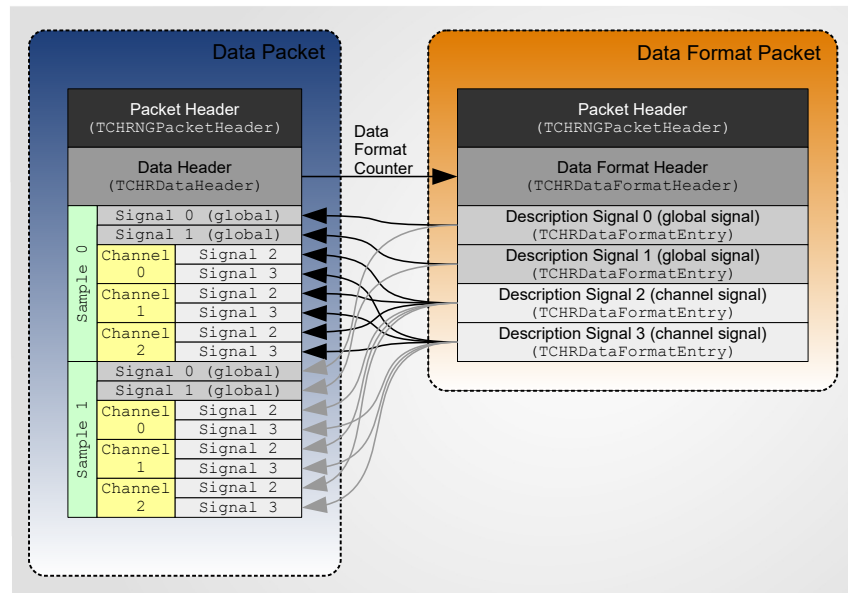 Data Packet
Packet Header
(TCHRNGPacketHeader)
Data Header
(TCHRDataHeader)
Sample 0
Signal 0 (global)
Signal 1 (global)
Channel
0
Signal 2
Signal 3
Channel
1
Signal 2
Signal 3
Channel
2
Signal 2
Signal 3
Sample 1
Signal 0 (global)
Signal 1 (global)
Channel
0
Signal 2
Signal 3
Channel
1
Signal 2
Signal 3
Channel
2
Signal 2
Signal 3
Data
Format
Counter
Data Format Packet
Packet Header
(TCHRNGPacketHeader)
Data Format Header
(TCHRDataFormatHeader)
Description Signal 0 (global signal)
(TCHRDataFormatEntry)
Description Signal 1 (global signal)
(TCHRDataFormatEntry)
Description Signal 2 (channel signal)
(TCHRDataFormatEntry)
Description Signal 3 (channel signal)
(TCHRDataFormatEntry)